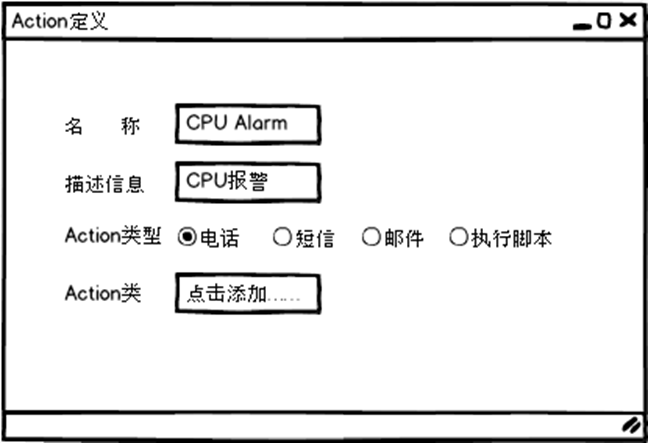 Action定义
名 称 CPU Alarm
描述信息 CPU报警
Action类型 电话 短信 邮件 执行脚本
Action类 点击添加……